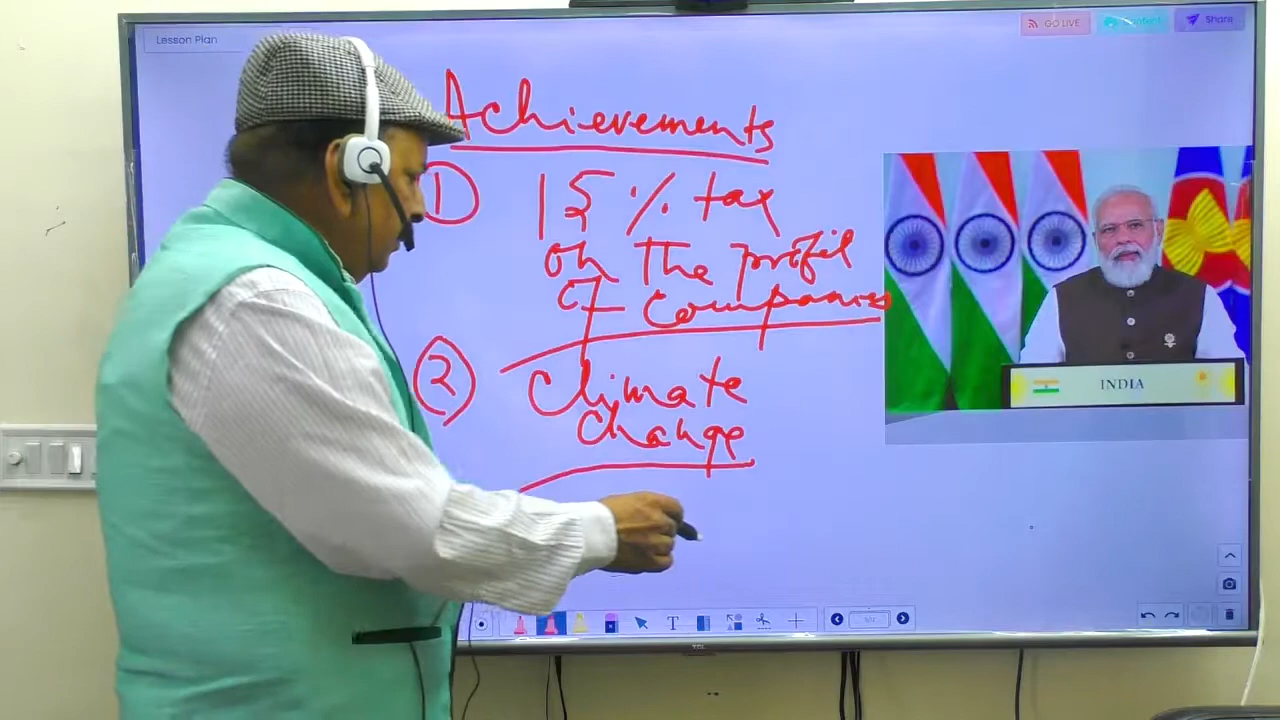 Lesson Plan
GO LIVE
Content
Share
Achievements
① 15% tax
on the profit
of companies
② Climate
change
INDIA
T
TCL